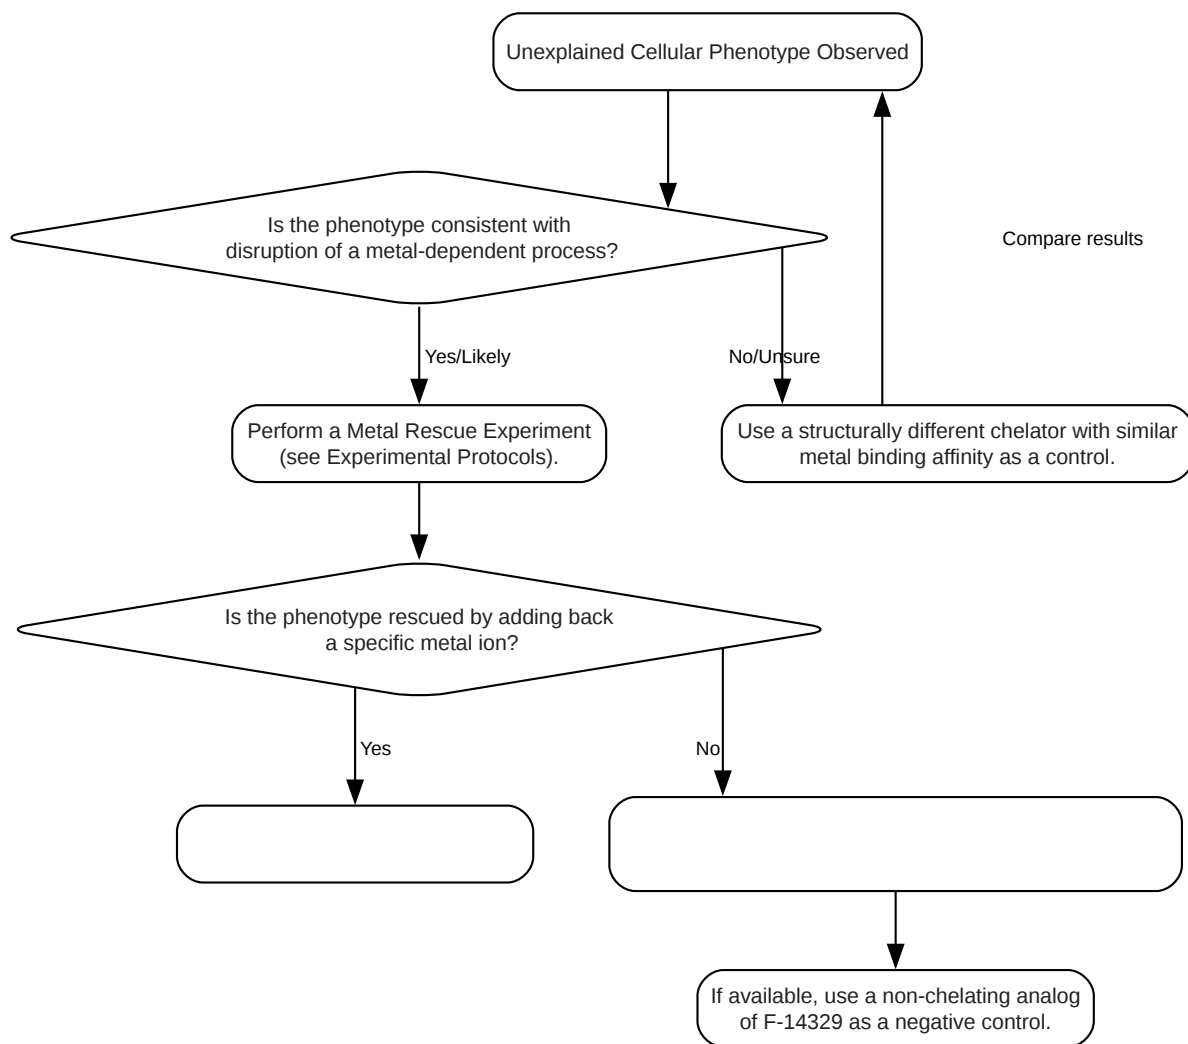 Unexplained Cellular Phenotype Observed
Is the phenotype consistent with
disruption of a metal-dependent process?
Compare results
Yes/Likely
No/Unsure
Perform a Metal Rescue Experiment
(see Experimental Protocols).
Use a structurally different chelator with similar
metal binding affinity as a control.
Is the phenotype rescued by adding back
a specific metal ion?
Yes
No
If available, use a non-chelating analog
of F-14329 as a negative control.